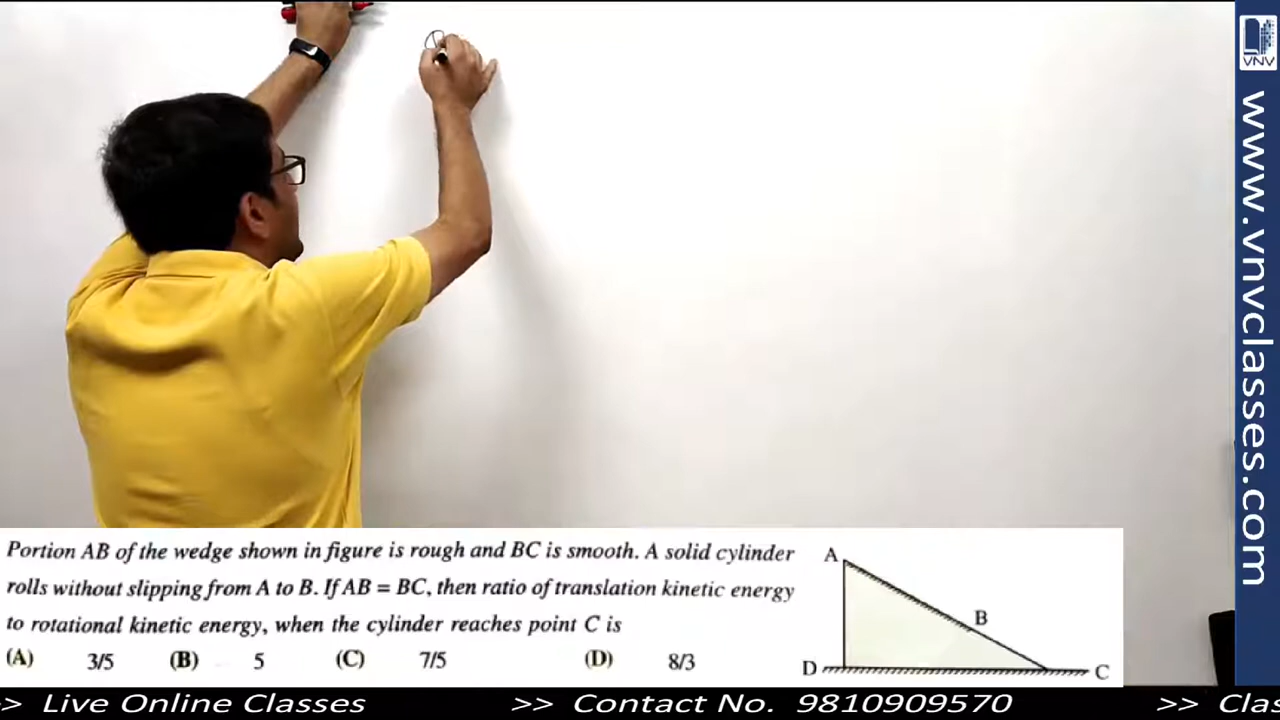 VNV
www.vnvclasses.com
Portion AB of the wedge shown in figure is rough and BC is smooth. A solid cylinder
rolls without slipping from A to B. If AB = BC, then ratio of translation kinetic energy
to rotational kinetic energy, when the cylinder reaches point C is
(A) 3/5 (B) 5 (C) 7/5 (D) 8/3
A
B
D
C
>> Live Online Classes >> Contact No. 9810909570 >> Clas